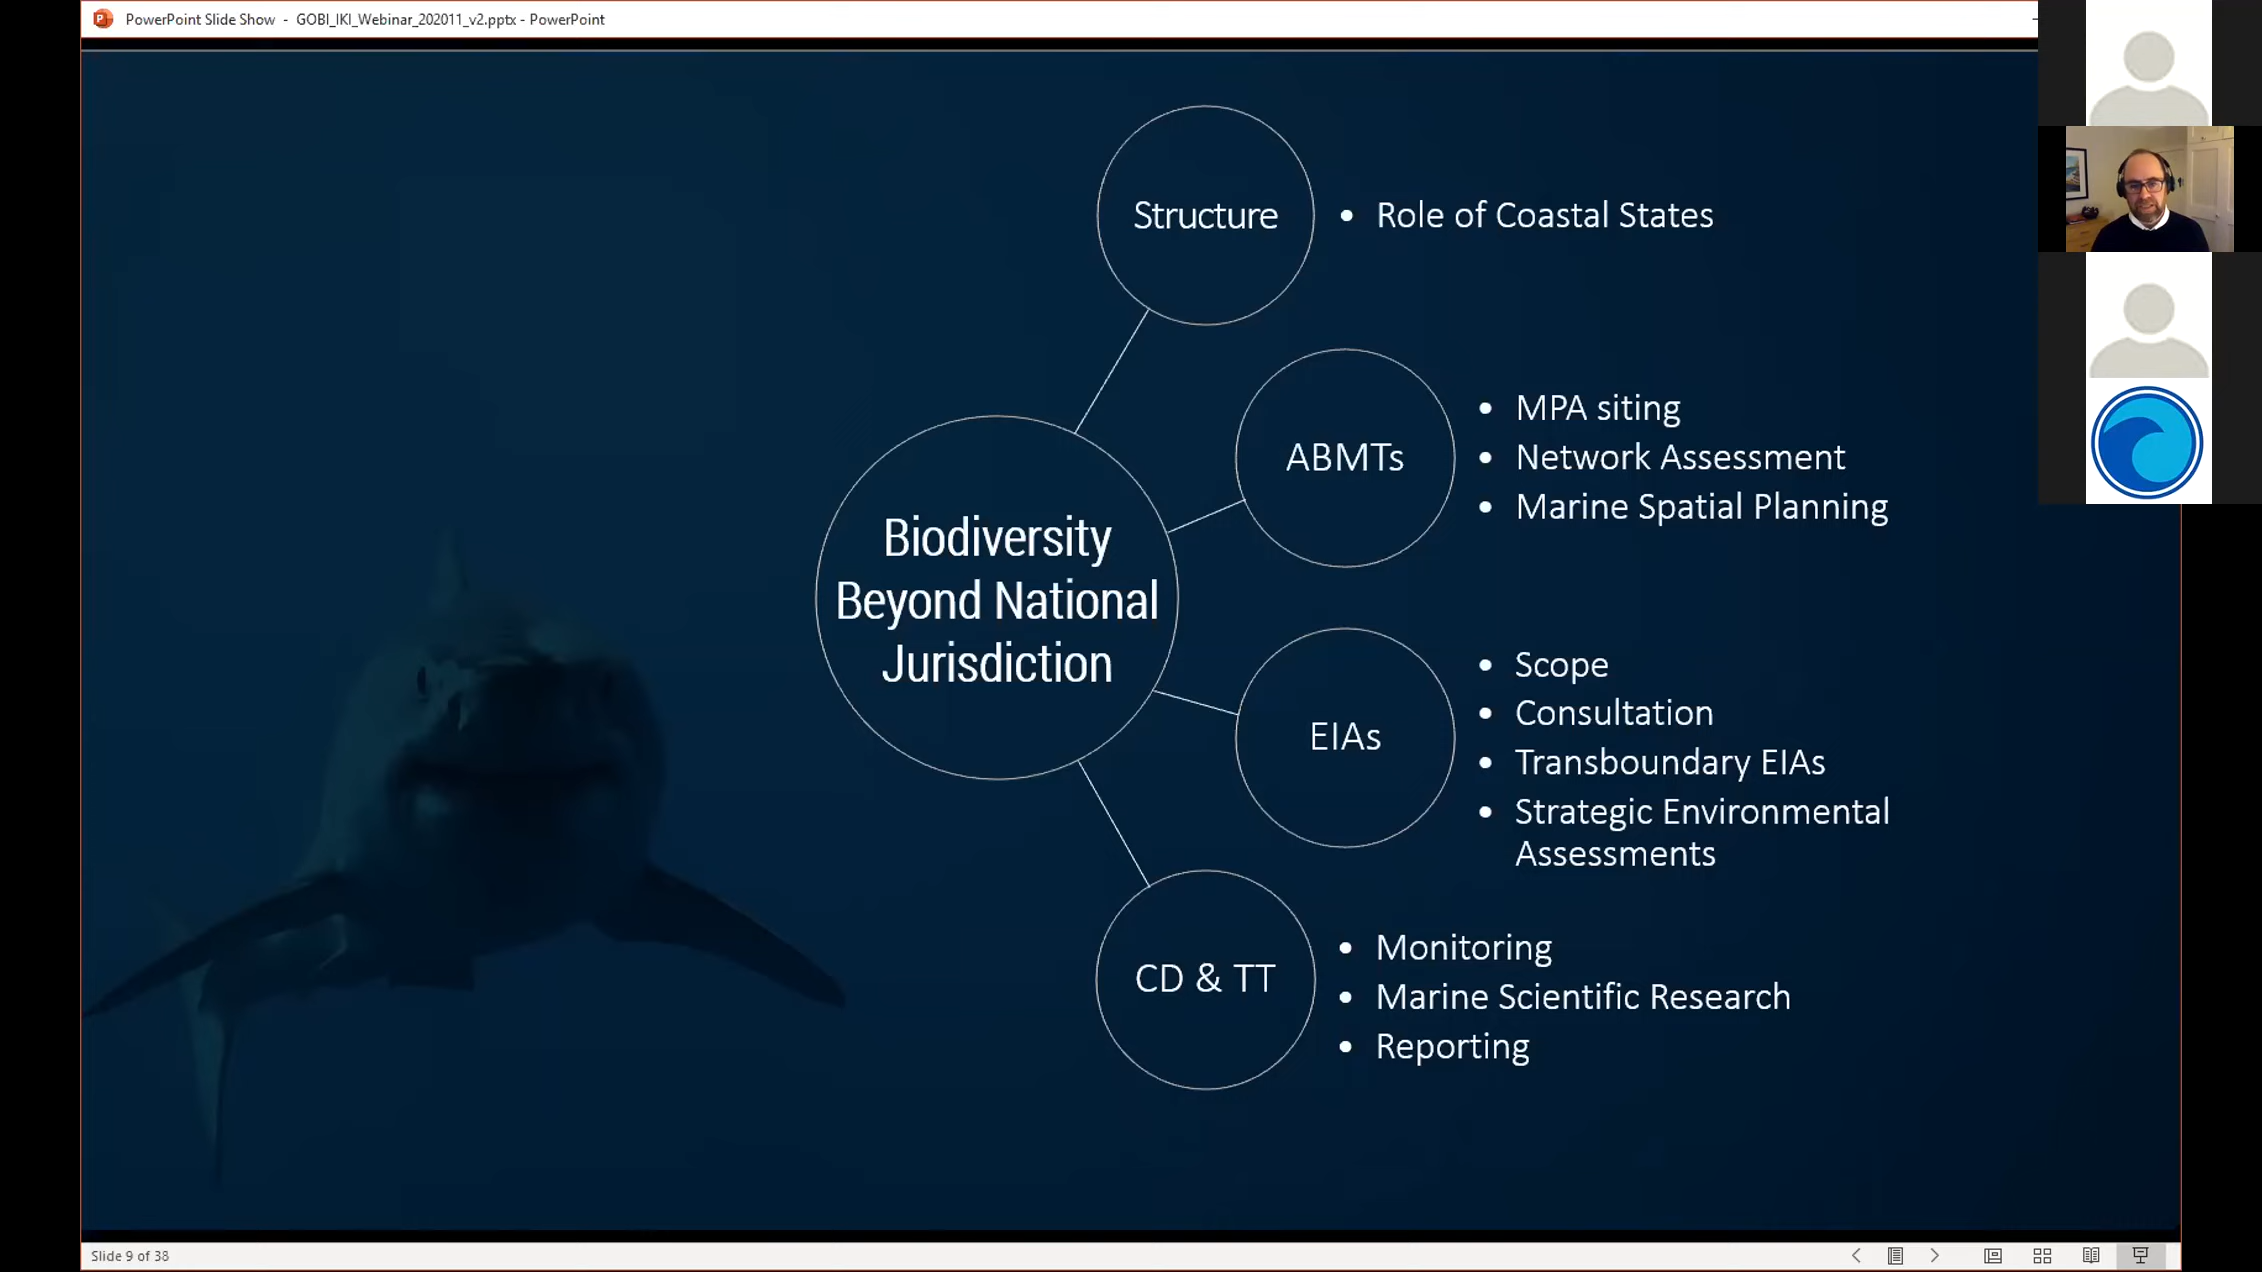 PowerPoint Slide Show - GOBI_IKI_Webinar_202011_v2.pptx - PowerPoint
Structure
• Role of Coastal States
ABMTs
• MPA siting
• Network Assessment
• Marine Spatial Planning
Biodiversity
Beyond National
Jurisdiction
EIAs
• Scope
• Consultation
• Transboundary EIAs
• Strategic Environmental
Assessments
CD & TT
• Monitoring
• Marine Scientific Research
• Reporting
Slide 9 of 38